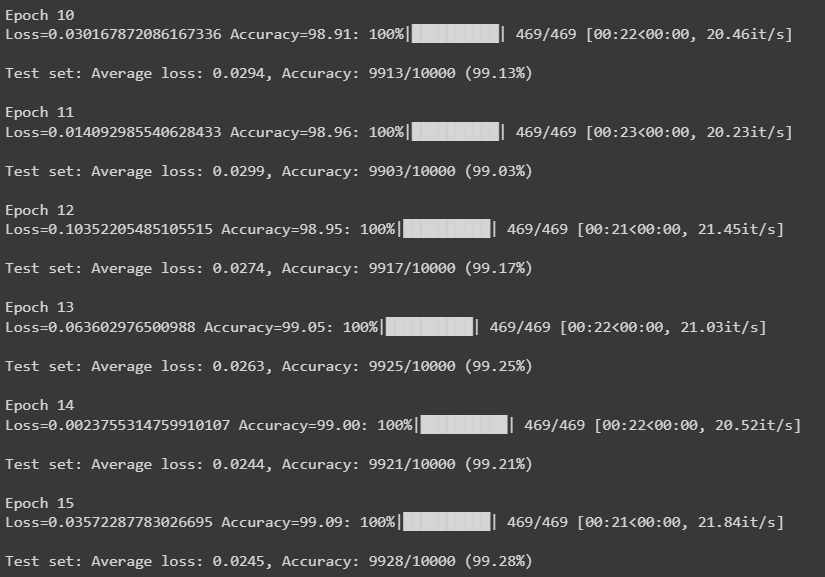 Epoch 10
Loss=0.030167872086167336 Accuracy=98.91: 100%|██████████| 469/469 [00:22<00:00, 20.46it/s]
Test set: Average loss: 0.0294, Accuracy: 9913/10000 (99.13%)
Epoch 11
Loss=0.014092985540628433 Accuracy=98.96: 100%|██████████| 469/469 [00:23<00:00, 20.23it/s]
Test set: Average loss: 0.0299, Accuracy: 9903/10000 (99.03%)
Epoch 12
Loss=0.10352205485105515 Accuracy=98.95: 100%|██████████| 469/469 [00:21<00:00, 21.45it/s]
Test set: Average loss: 0.0274, Accuracy: 9917/10000 (99.17%)
Epoch 13
Loss=0.063602976500988 Accuracy=99.05: 100%|██████████| 469/469 [00:22<00:00, 21.03it/s]
Test set: Average loss: 0.0263, Accuracy: 9925/10000 (99.25%)
Epoch 14
Loss=0.0023755314759910107 Accuracy=99.00: 100%|██████████| 469/469 [00:22<00:00, 20.52it/s]
Test set: Average loss: 0.0244, Accuracy: 9921/10000 (99.21%)
Epoch 15
Loss=0.03572287783026695 Accuracy=99.09: 100%|██████████| 469/469 [00:21<00:00, 21.84it/s]
Test set: Average loss: 0.0245, Accuracy: 9928/10000 (99.28%)